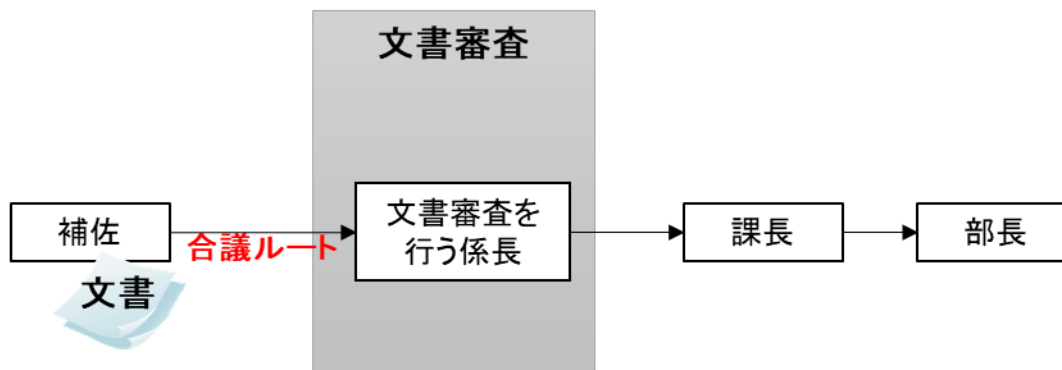 文書審査
補佐
合議ルート
文書審査を
行う係長
課長
部長
文書